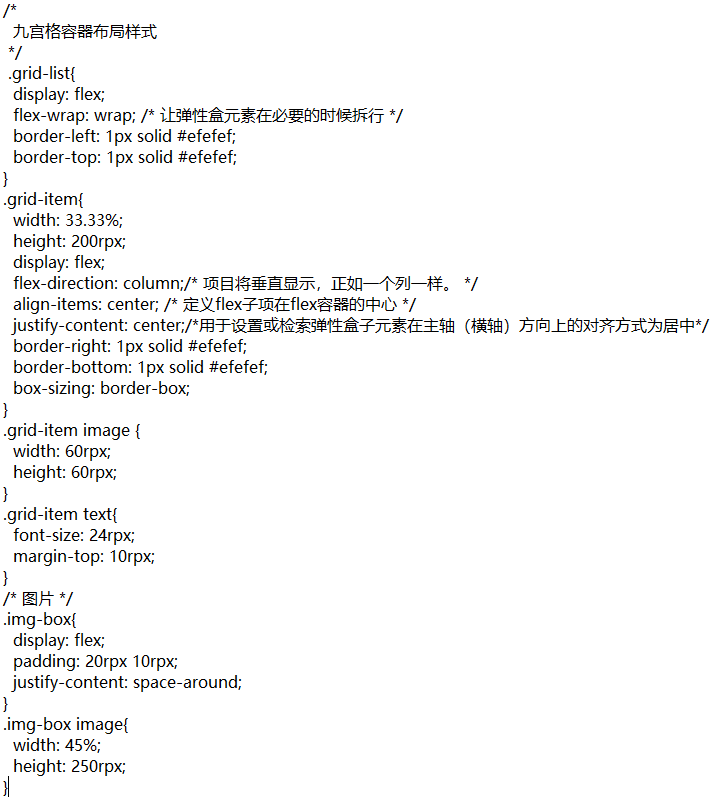 /*
  九宫格容器布局样式
 */
 .grid-list{
  display: flex;
  flex-wrap: wrap; /* 让弹性盒元素在必要的时候拆行 */
  border-left: 1px solid #efefef;
  border-top: 1px solid #efefef;
}
.grid-item{
  width: 33.33%;
  height: 200rpx;
  display: flex;
  flex-direction: column;/* 项目将垂直显示，正如一个列一样。 */
  align-items: center; /* 定义flex子项在flex容器的中心 */
  justify-content: center;/*用于设置或检索弹性盒子元素在主轴（横轴）方向上的对齐方式为居中*/
  border-right: 1px solid #efefef;
  border-bottom: 1px solid #efefef;
  box-sizing: border-box;
}
.grid-item image {
  width: 60rpx;
  height: 60rpx;
}
.grid-item text{
  font-size: 24rpx;
  margin-top: 10rpx;
}
/* 图片 */
.img-box{
  display: flex;
  padding: 20rpx 10rpx;
  justify-content: space-around;
}
.img-box image{
  width: 45%;
  height: 250rpx;
}